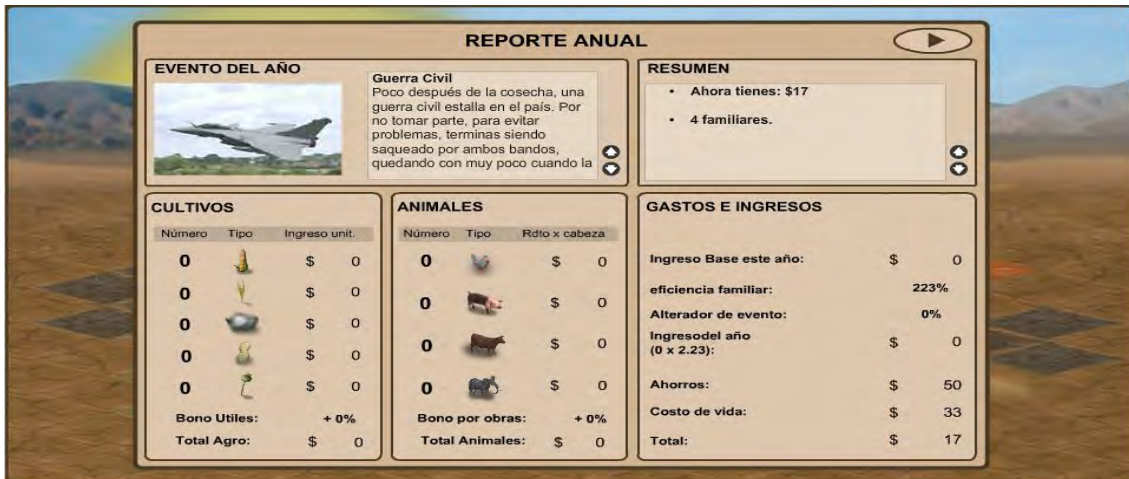 REPORTE ANUAL
EVENTO DEL AÑO
Guerra Civil
Poco después de la cosecha, una
guerra civil estalla en el país. Por
no tomar parte, para evitar
problemas, terminas siendo
saqueado por ambos bandos,
quedando con muy poco cuando la
RESUMEN
• Ahora tienes: $17
• 4 familiares.
CULTIVOS
Número Tipo Ingreso unit.
0 $ 0
0 $ 0
0 $ 0
0 $ 0
0 $ 0
Bono Utiles: + 0%
Total Agro: $ 0
ANIMALES
Número Tipo Rdto x cabeza
0 $ 0
0 $ 0
0 $ 0
0 $ 0
Bono por obras: + 0%
Total Animales: $ 0
GASTOS E INGRESOS
Ingreso Base este año: $ 0
eficiencia familiar: 223%
Alterador de evento: 0%
Ingresodel año
(0 x 2.23): $ 0
Ahorros: $ 50
Costo de vida: $ 33
Total: $ 17